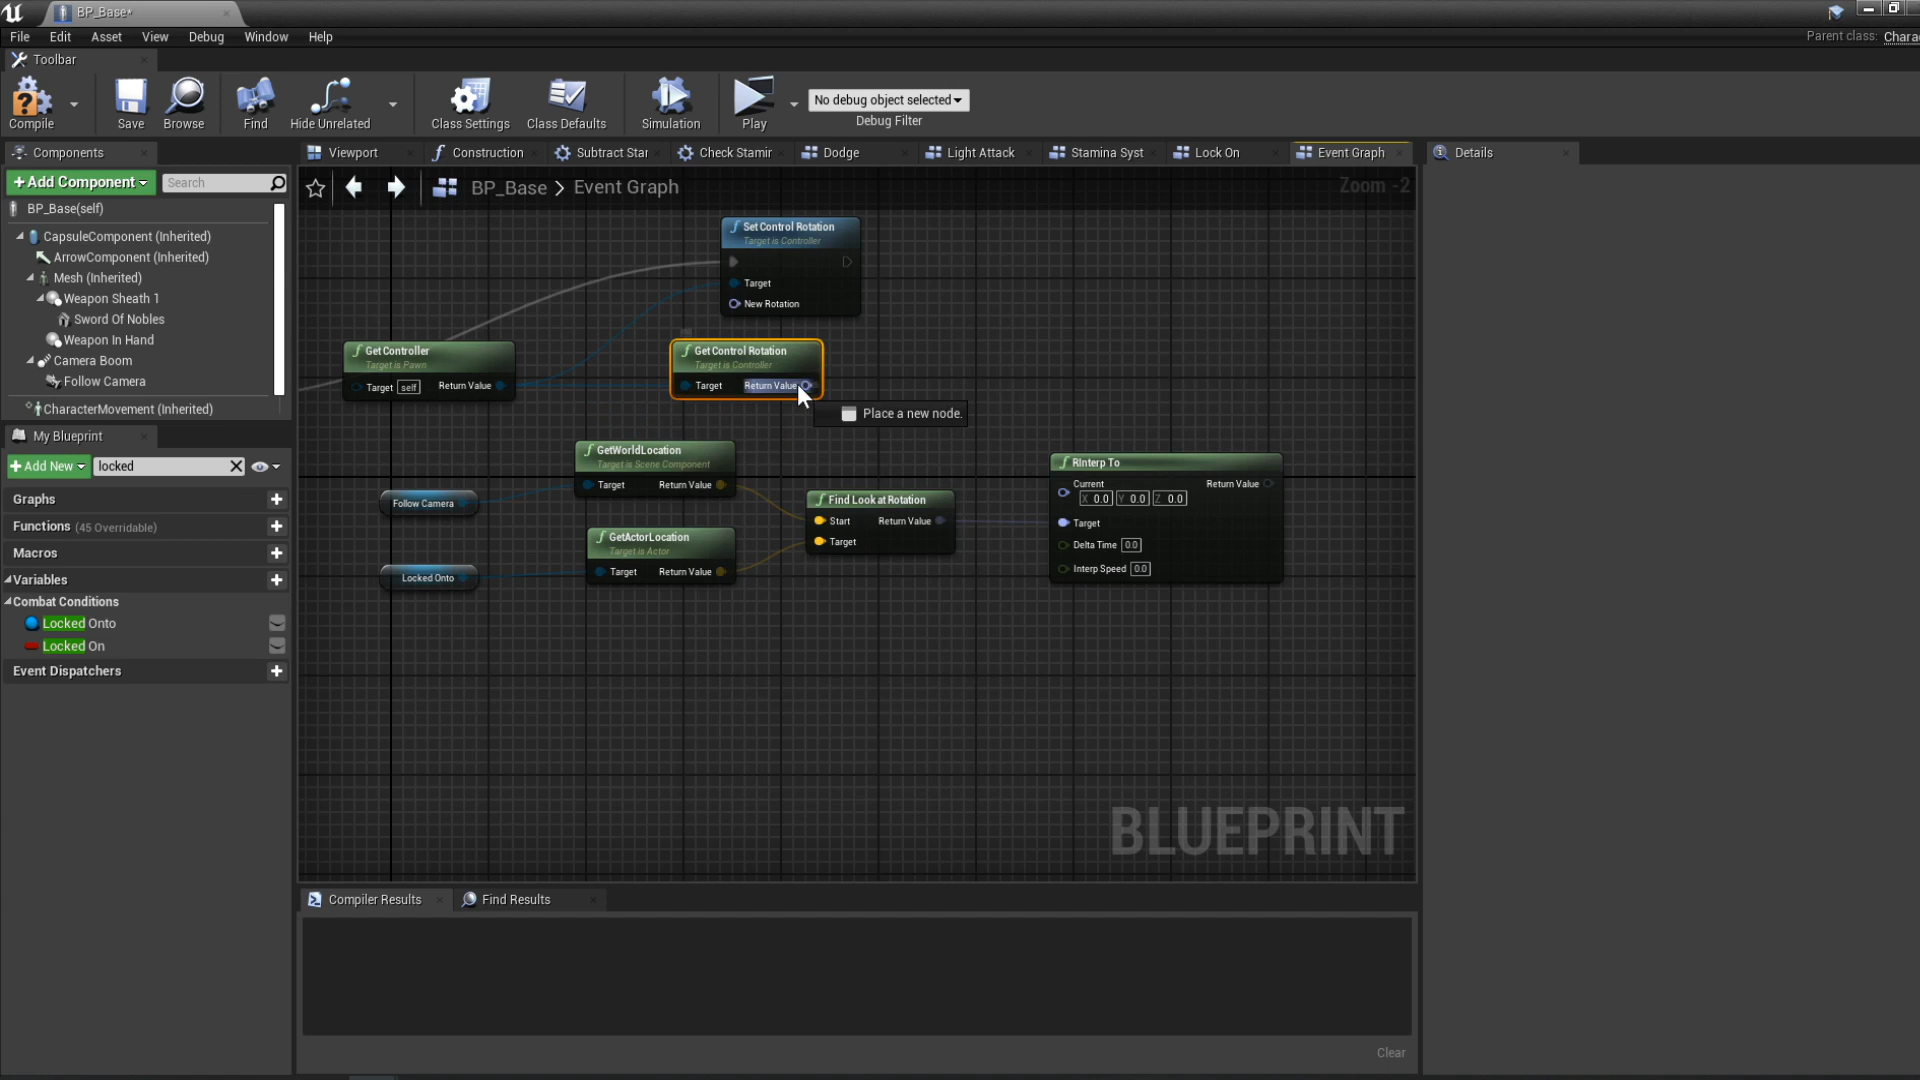 BP_Base*
File Edit Asset View Debug Window Help
Parent class: Chara
Toolbar
Compile
Save
Browse
Find
Hide Unrelated
Class Settings
Class Defaults
Simulation
Play
No debug object selected
Debug Filter
Components
Viewport
Construction
Subtract Star
Check Stamir
Dodge
Light Attack
Stamina Syst
Lock On
Event Graph
Details
+Add Component
Search
BP_Base > Event Graph
Zoom -2
BP_Base(self)
CapsuleComponent (Inherited)
ArrowComponent (Inherited)
Mesh (Inherited)
Weapon Sheath 1
Sword Of Nobles
Weapon In Hand
Camera Boom
Follow Camera
CharacterMovement (Inherited)
My Blueprint
+Add New
locked
Graphs
Functions (45 Overridable)
Macros
Variables
Combat Conditions
Locked Onto
Locked On
Event Dispatchers
Set Control Rotation
Target is Controller
Target
New Rotation
Get Controller
Target is Pawn
Target self Return Value
Get Control Rotation
Target is Controller
Target Return Value
Place a new node.
GetWorldLocation
Target is Scene Component
Target Return Value
Follow Camera
GetActorLocation
Target is Actor
Target Return Value
Locked Onto
Find Look at Rotation
Start Return Value
Target
RInterp To
Current Return Value
X 0.0 Y 0.0 Z 0.0
Target
Delta Time 0.0
Interp Speed 0.0
BLUEPRINT
Compiler Results
Find Results
Clear